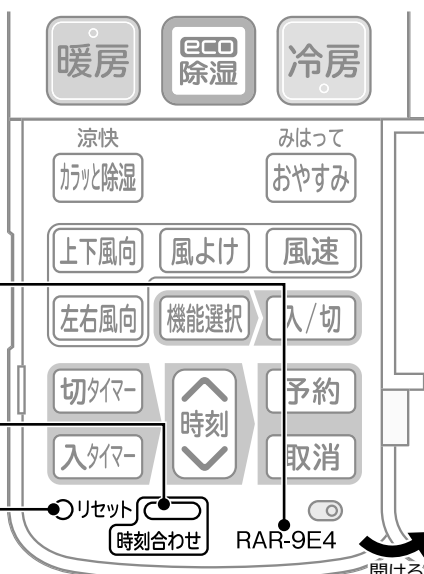 暖房 eco 除湿 冷房
涼快 みはって
カラッと除湿 おやすみ
上下風向 風よけ 風速
左右風向 機能選択 入/切
切タイマー 予約
時刻
入タイマー 取消
リセット
時刻合わせ RAR-9E4
開ける